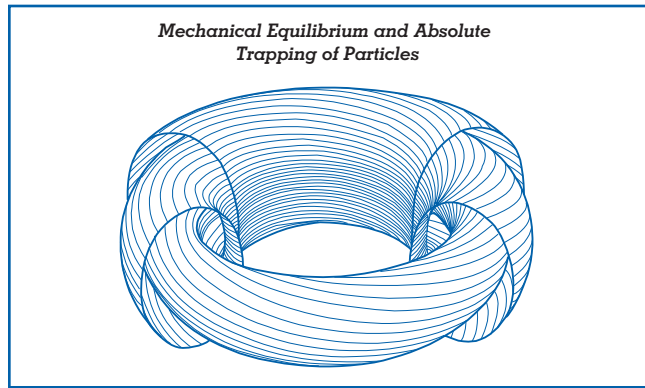 Mechanical Equilibrium and Absolute
Trapping of Particles